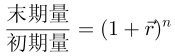 末期量
初期量 = (1 + r⃗)ⁿ